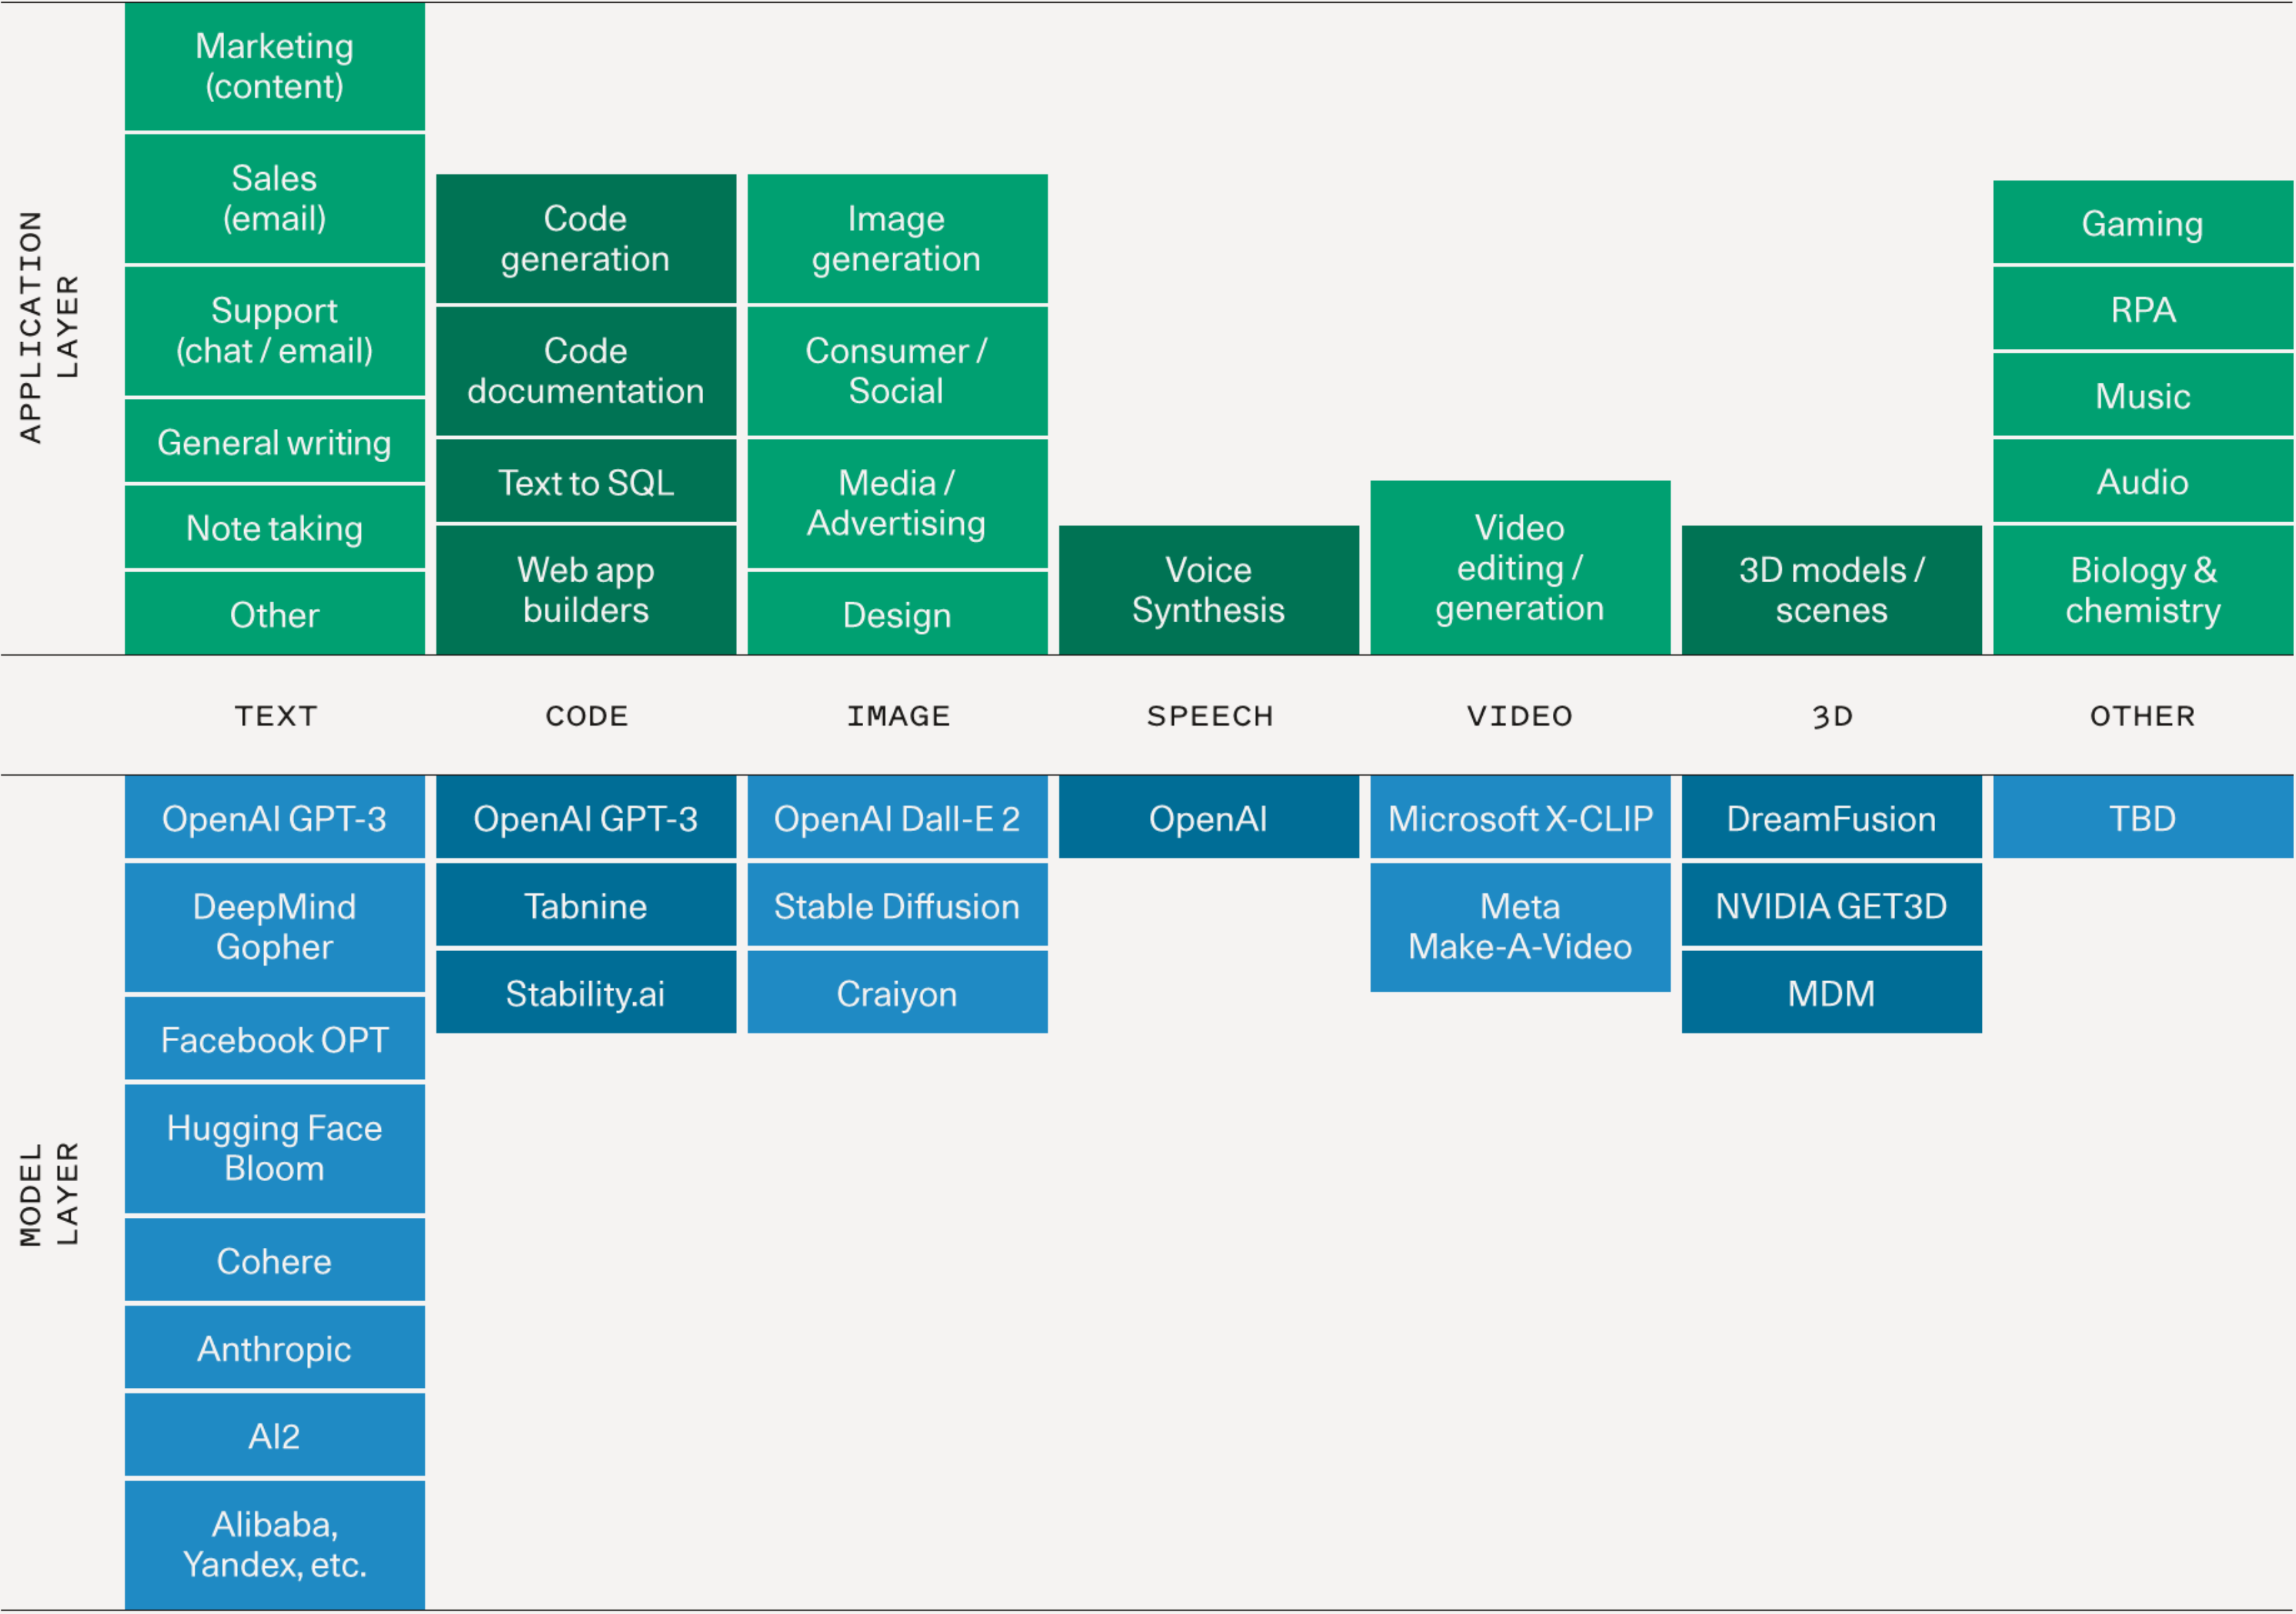 APPLICATION
LAYER
Marketing
(content)
Sales
(email)
Support
(chat / email)
General writing
Note taking
Other
Code
generation
Code
documentation
Text to SQL
Web app
builders
Image
generation
Consumer /
Social
Media /
Advertising
Design
Voice
Synthesis
Video
editing /
generation
3D models /
scenes
Gaming
RPA
Music
Audio
Biology &
chemistry
TEXT
CODE
IMAGE
SPEECH
VIDEO
3D
OTHER
MODEL
LAYER
OpenAI GPT-3
DeepMind
Gopher
Facebook OPT
Hugging Face
Bloom
Cohere
Anthropic
AI2
Alibaba,
Yandex, etc.
OpenAI GPT-3
Tabnine
Stability.ai
OpenAI Dall-E 2
Stable Diffusion
Craiyon
OpenAI
Microsoft X-CLIP
Meta
Make-A-Video
DreamFusion
NVIDIA GET3D
MDM
TBD